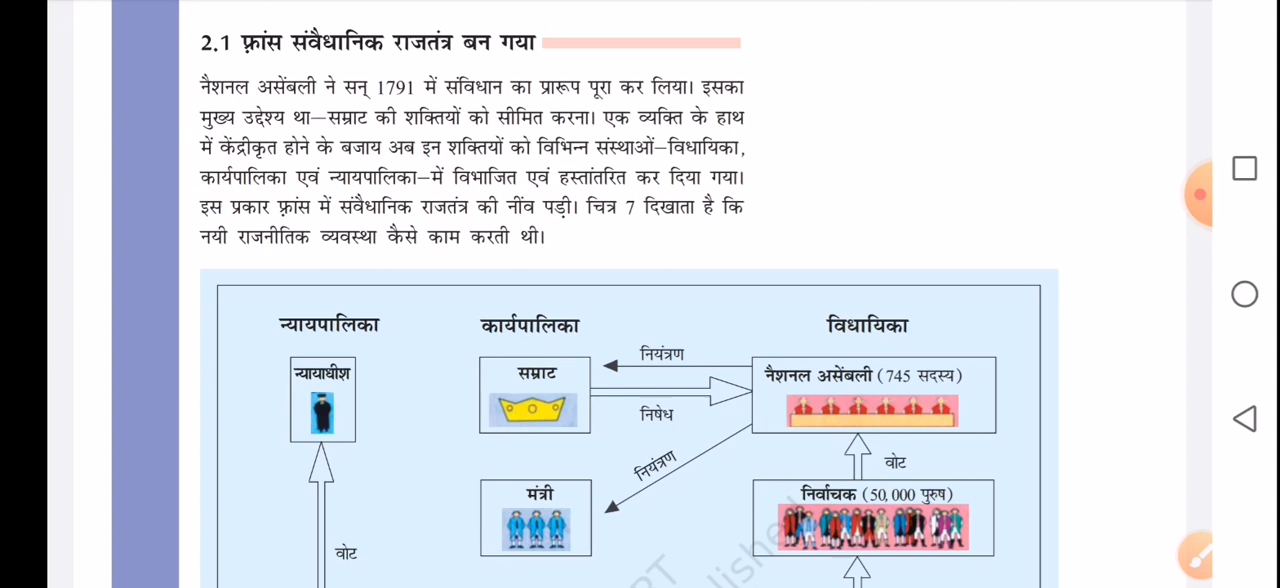 2.1 फ़्रांस संवैधानिक राजतंत्र बन गया
नैशनल असेंबली ने सन् 1791 में संविधान का प्रारूप पूरा कर लिया। इसका
मुख्य उद्देश्य था—सम्राट की शक्तियों को सीमित करना। एक व्यक्ति के हाथ
में केंद्रीकृत होने के बजाय अब इन शक्तियों को विभिन्न संस्थाओं—विधायिका,
कार्यपालिका एवं न्यायपालिका—में विभाजित एवं हस्तांतरित कर दिया गया।
इस प्रकार फ़्रांस में संवैधानिक राजतंत्र की नींव पड़ी। चित्र 7 दिखाता है कि
नयी राजनीतिक व्यवस्था कैसे काम करती थी।
न्यायपालिका
कार्यपालिका
विधायिका
न्यायाधीश
सम्राट
नियंत्रण
निषेध
नैशनल असेंबली (745 सदस्य)
नियंत्रण
वोट
मंत्री
निर्वाचक (50,000 पुरुष)
वोट